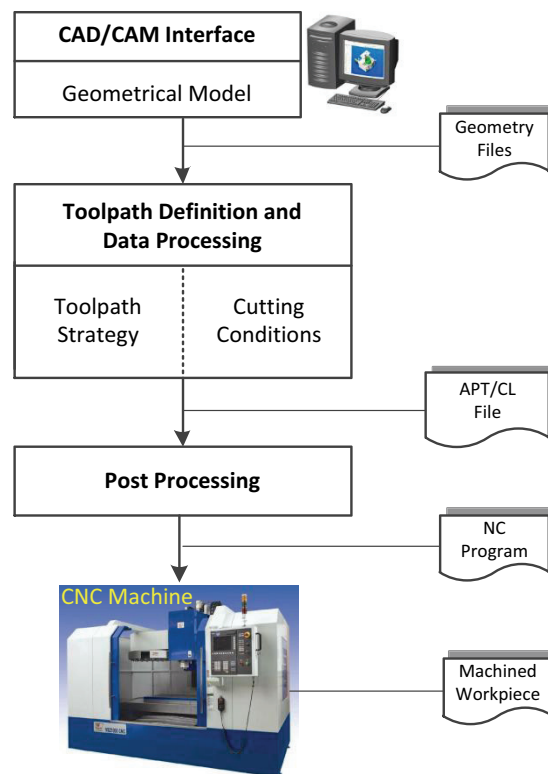 CAD/CAM Interface
Geometrical Model
Geometry
Files
Toolpath Definition and
Data Processing
Toolpath
Strategy
Cutting
Conditions
APT/CL
File
Post Processing
NC
Program
CNC Machine
Machined
Workpiece